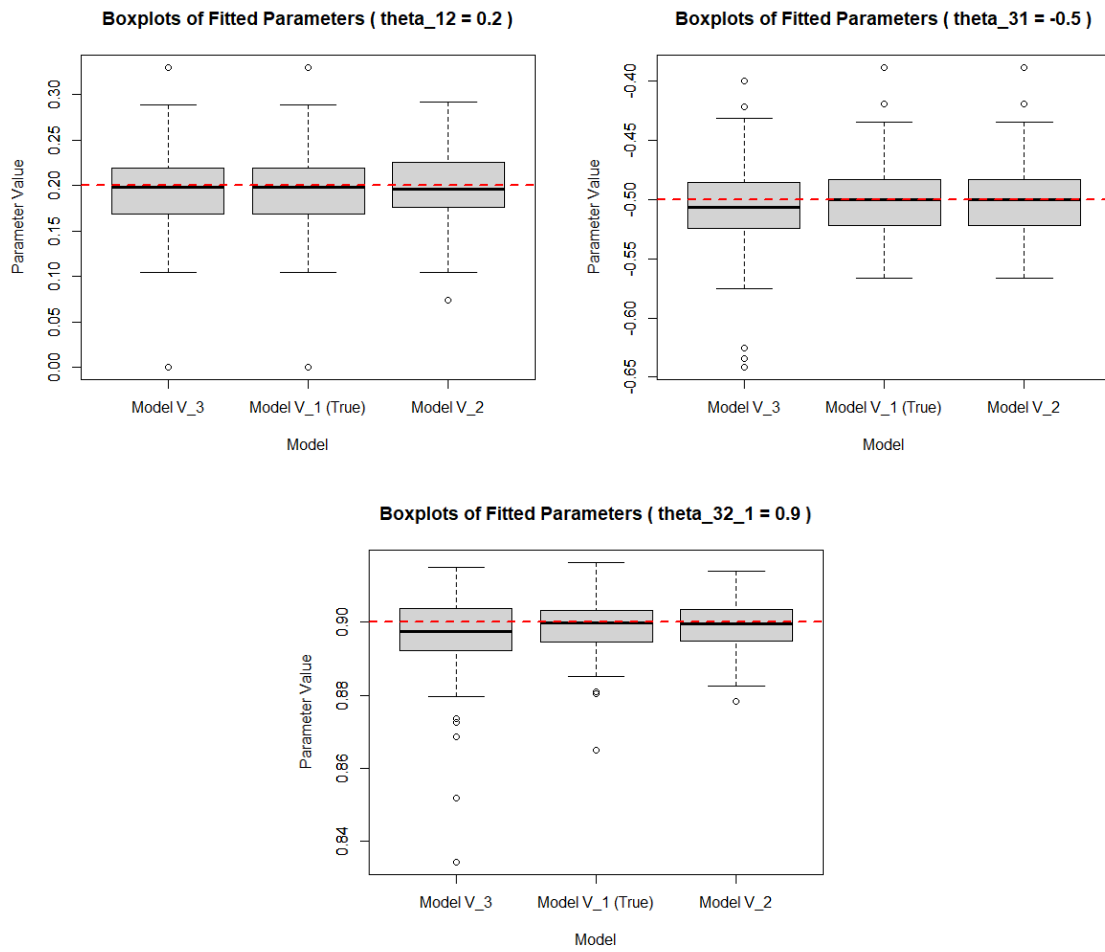 Boxplots of Fitted Parameters ( theta_12 = 0.2 )
Parameter Value
0.30
0.25
0.20
0.15
0.10
0.05
0.00
Model V_3 Model V_1 (True) Model V_2
Model
Boxplots of Fitted Parameters ( theta_31 = -0.5 )
Parameter Value
-0.40
-0.45
-0.50
-0.55
-0.60
-0.65
Model V_3 Model V_1 (True) Model V_2
Model
Boxplots of Fitted Parameters ( theta_32_1 = 0.9 )
Parameter Value
0.90
0.88
0.86
0.84
Model V_3 Model V_1 (True) Model V_2
Model